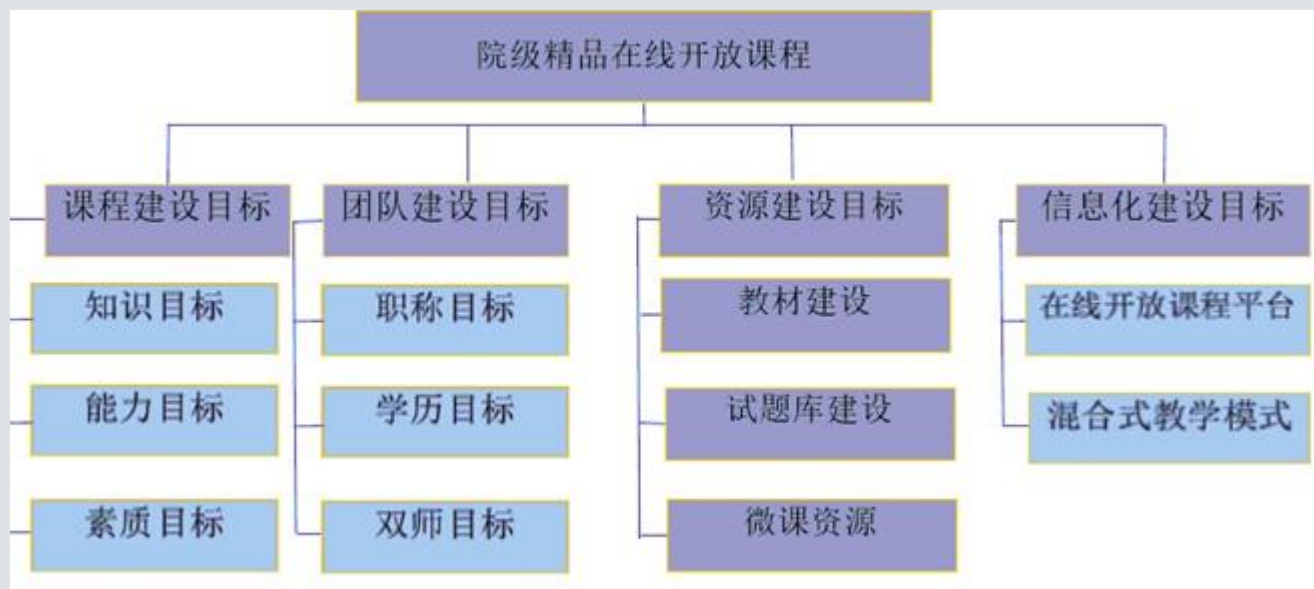 院级精品在线开放课程
课程建设目标
团队建设目标
资源建设目标
信息化建设目标
知识目标
职称目标
教材建设
在线开放课程平台
能力目标
学历目标
试题库建设
混合式教学模式
素质目标
双师目标
微课资源